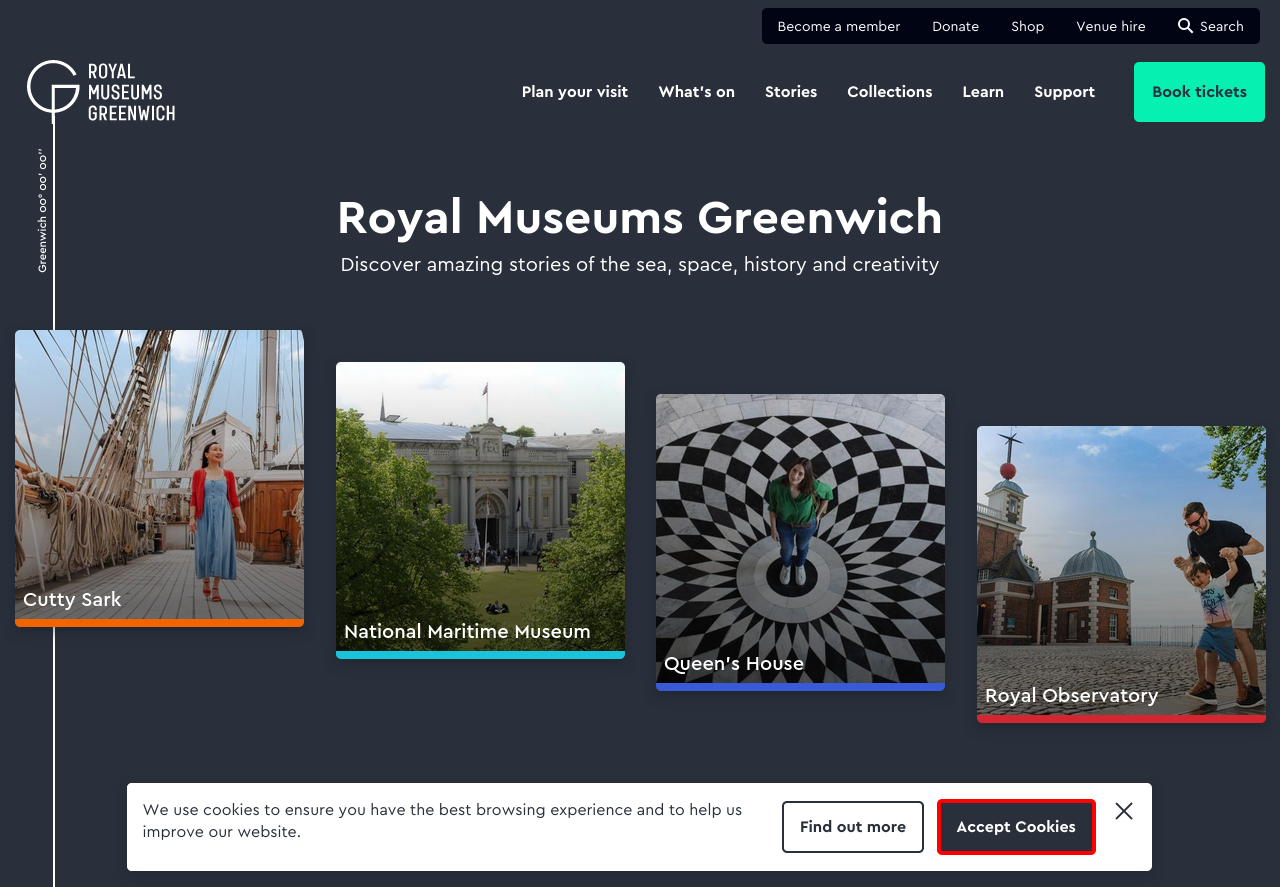 Become a member
Donate
Shop
Venue hire
Search
ROYAL
MUSEUMS
GREENWICH
Plan your visit
What's on
Stories
Collections
Learn
Support
Book tickets
Greenwich 00° 00' 00''
Royal Museums Greenwich
Discover amazing stories of the sea, space, history and creativity
Cutty Sark
National Maritime Museum
Queen's House
Royal Observatory
We use cookies to ensure you have the best browsing experience and to help us
improve our website.
Find out more
Accept Cookies